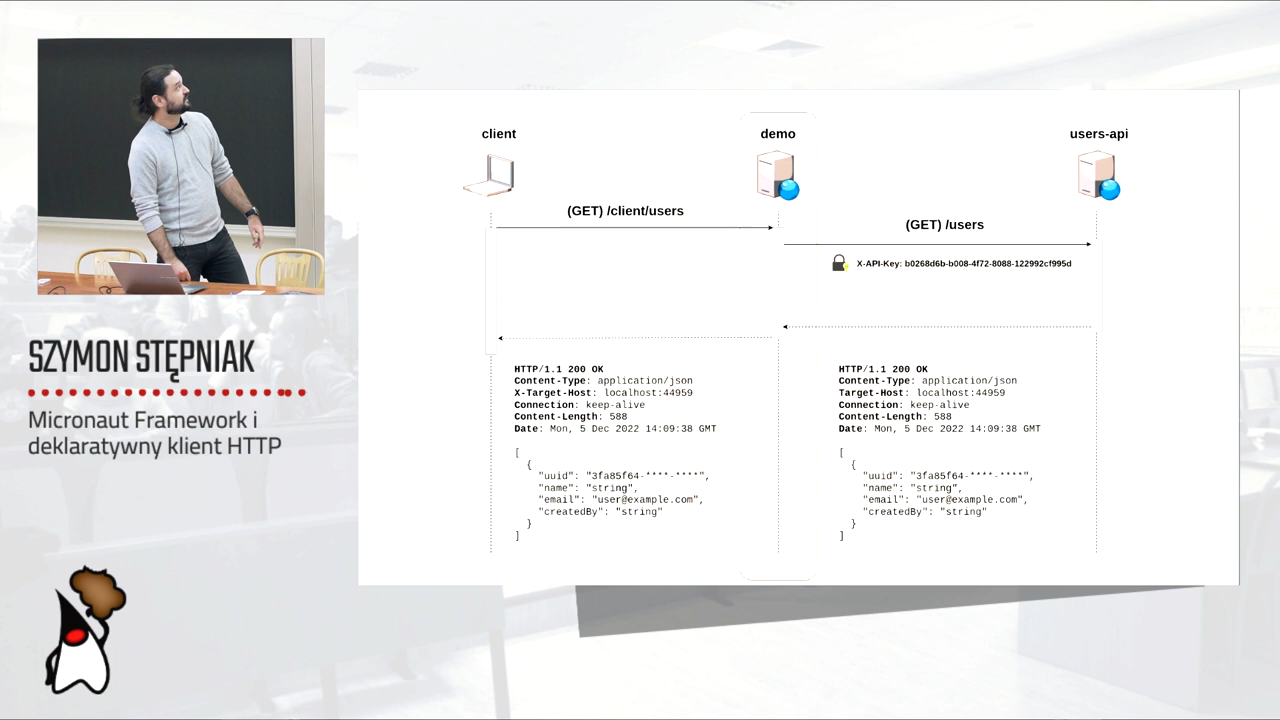 client
demo
users-api
(GET) /client/users
(GET) /users
X-API-Key: b0268d6b-b008-4f72-8088-122992cf995d
HTTP/1.1 200 OK
Content-Type: application/json
X-Target-Host: localhost:44959
Connection: keep-alive
Content-Length: 588
Date: Mon, 5 Dec 2022 14:09:38 GMT
[
{
"uuid": "3fa85f64-****-****",
"name": "string",
"email": "user@example.com",
"createdBy": "string"
}
]
HTTP/1.1 200 OK
Content-Type: application/json
Target-Host: localhost:44959
Connection: keep-alive
Content-Length: 588
Date: Mon, 5 Dec 2022 14:09:38 GMT
[
{
"uuid": "3fa85f64-****-****",
"name": "string",
"email": "user@example.com",
"createdBy": "string"
}
]
SZYMON STĘPNIAK
Micronaut Framework i
deklaratywny klient HTTP